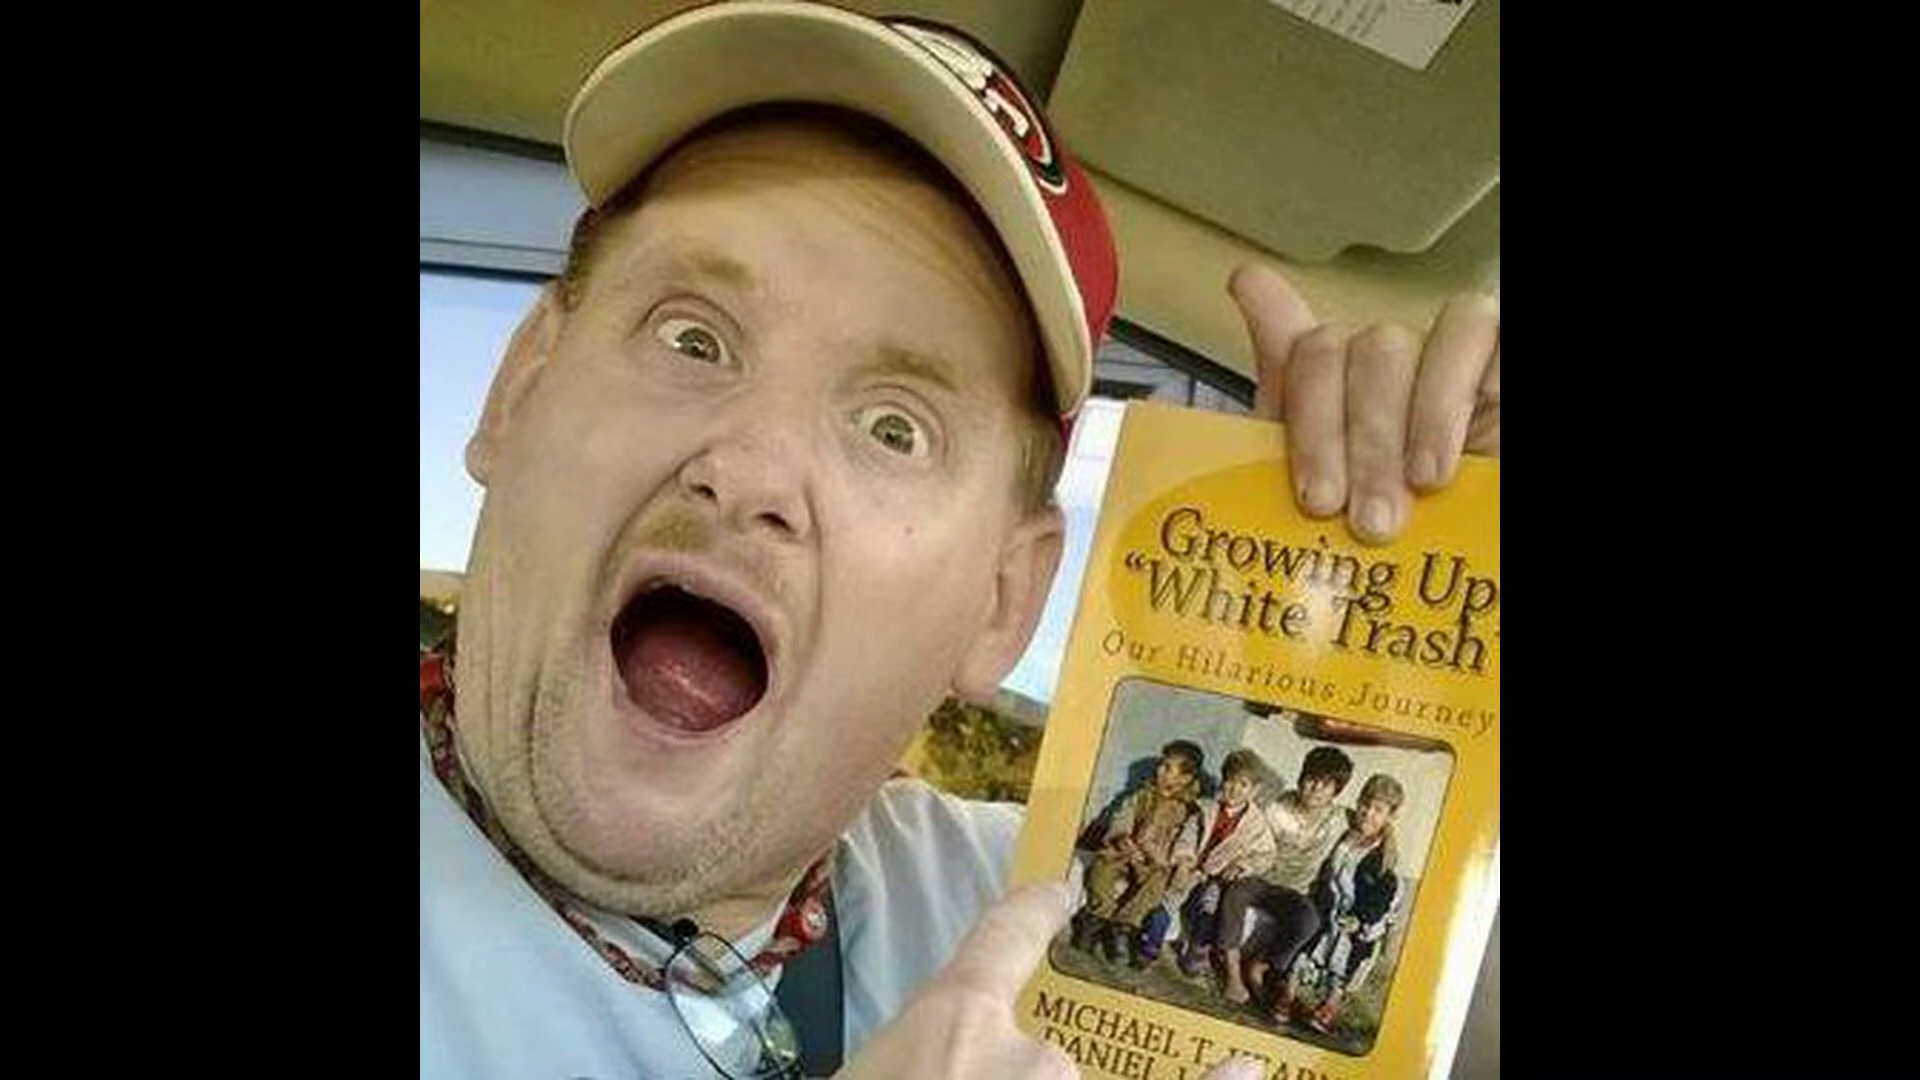 Growing Up
"White Trash"
Our Hilarious Journey
MICHAEL T.
DANIEL